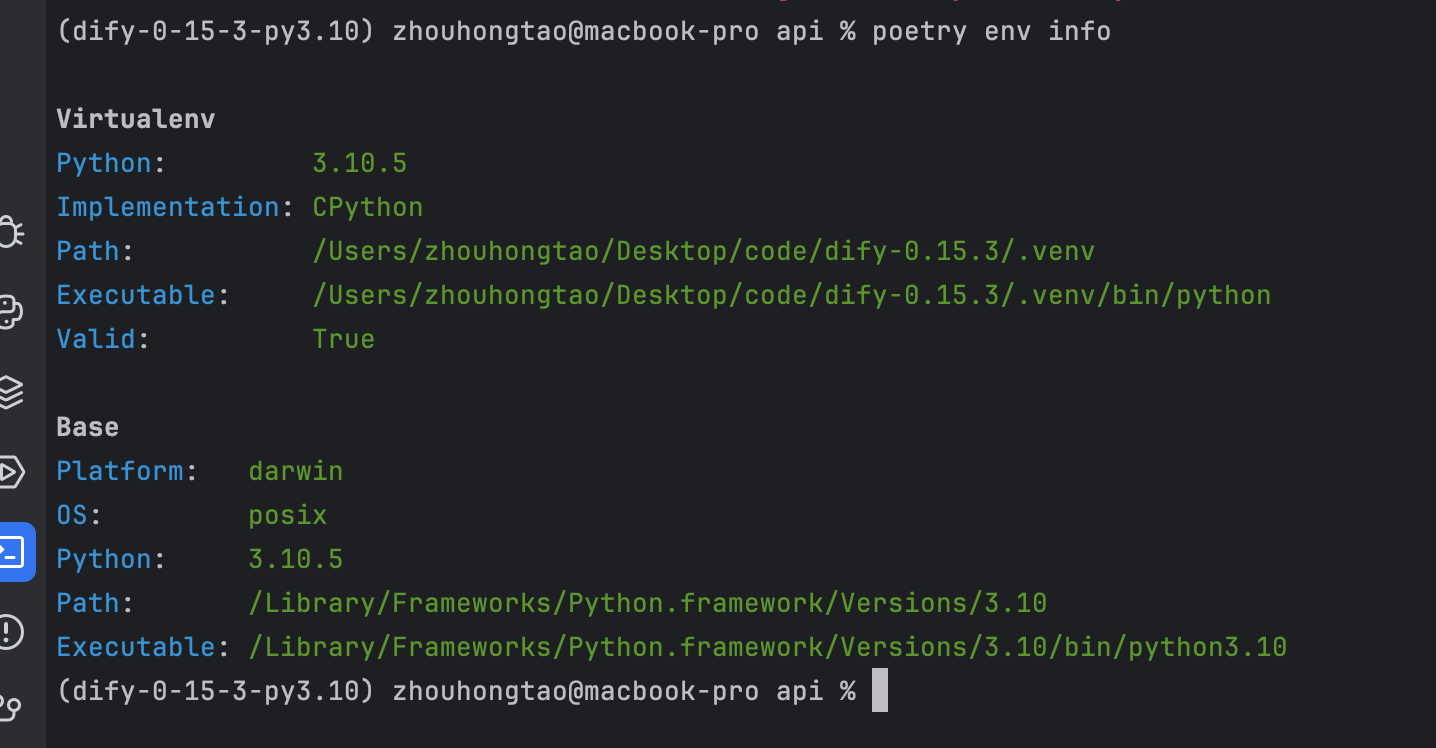 (dify-0-15-3-py3.10) zhouhongtao@macbook-pro api % poetry env info
Virtualenv
Python:         3.10.5
Implementation: CPython
Path:           /Users/zhouhongtao/Desktop/code/dify-0.15.3/.venv
Executable:     /Users/zhouhongtao/Desktop/code/dify-0.15.3/.venv/bin/python
Valid:          True
Base
Platform:   darwin
OS:         posix
Python:     3.10.5
Path:       /Library/Frameworks/Python.framework/Versions/3.10
Executable: /Library/Frameworks/Python.framework/Versions/3.10/bin/python3.10
(dify-0-15-3-py3.10) zhouhongtao@macbook-pro api %